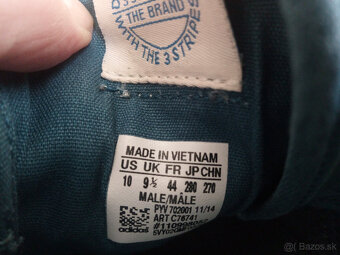 THE BRAND
WITH THE 3 STRIPES
MADE IN VIETNAM
US UK FR JP CHN
10 9½ 44 280 270
MALE/MÂLE
PYV 702001 11/14
ART C76741
adidas
Bazos.sk